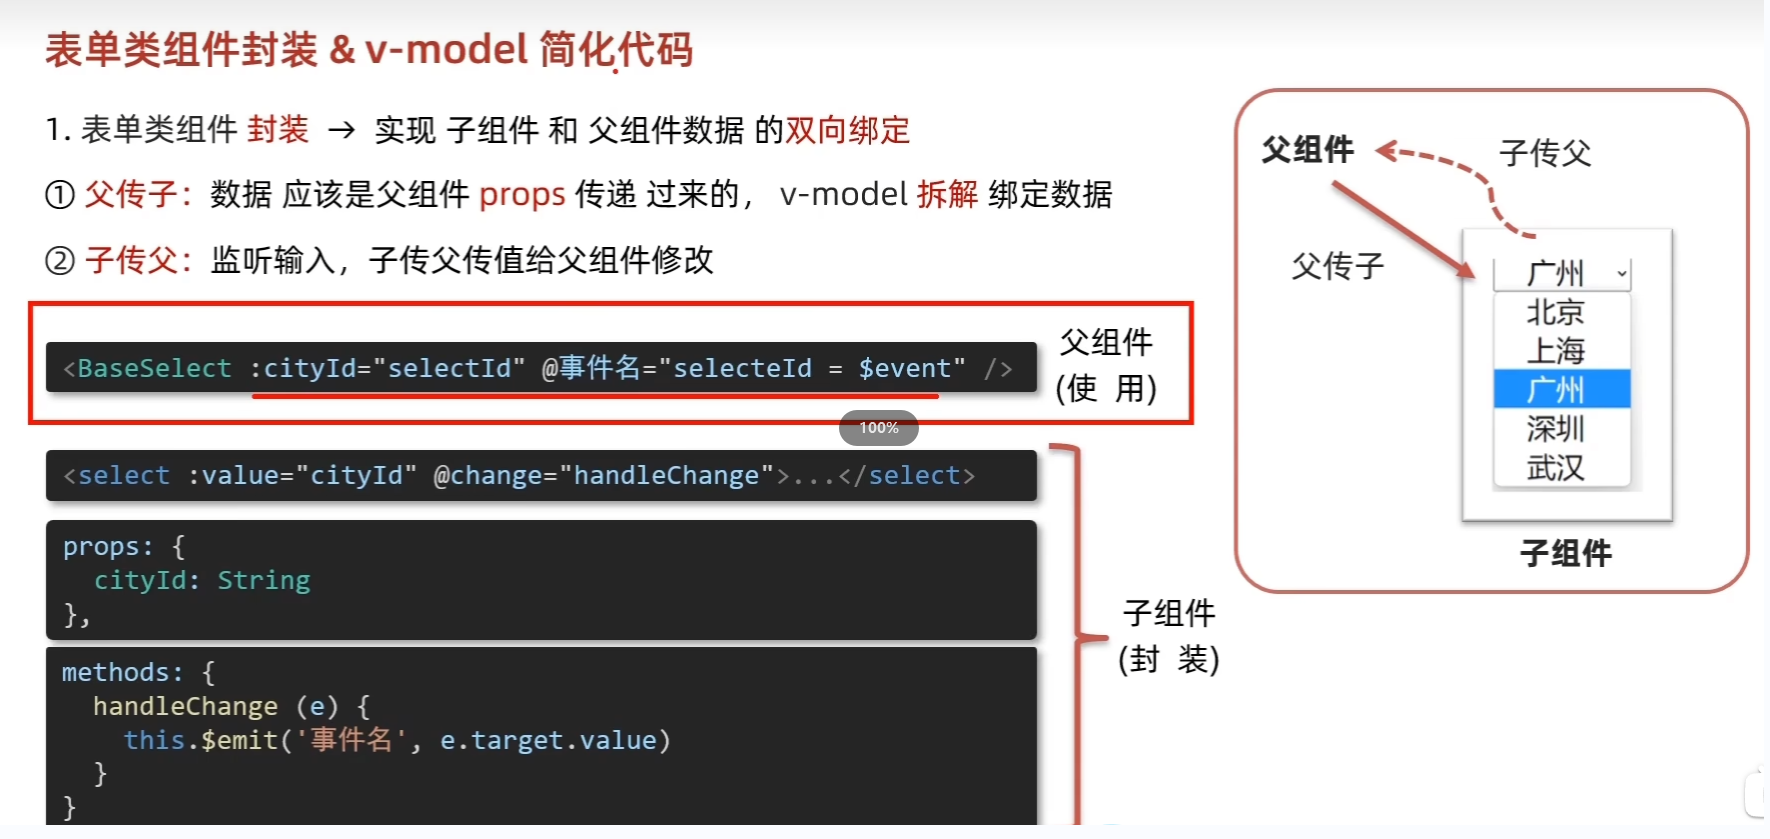 表单类组件封装 & v-model 简化代码
1. 表单类组件 封装 → 实现 子组件 和 父组件数据 的双向绑定
① 父传子：数据 应该是父组件 props 传递 过来的， v-model 拆解 绑定数据
② 子传父：监听输入，子传父传值给父组件修改
<BaseSelect :cityId="selectId" @事件名="selecteId = $event" />
父组件
(使 用)
100%
<select :value="cityId" @change="handleChange">...</select>
props: {
  cityId: String
},
methods: {
  handleChange (e) {
    this.$emit('事件名', e.target.value)
  }
}
子组件
(封 装)
父组件
子传父
父传子
广州
北京
上海
广州
深圳
武汉
子组件